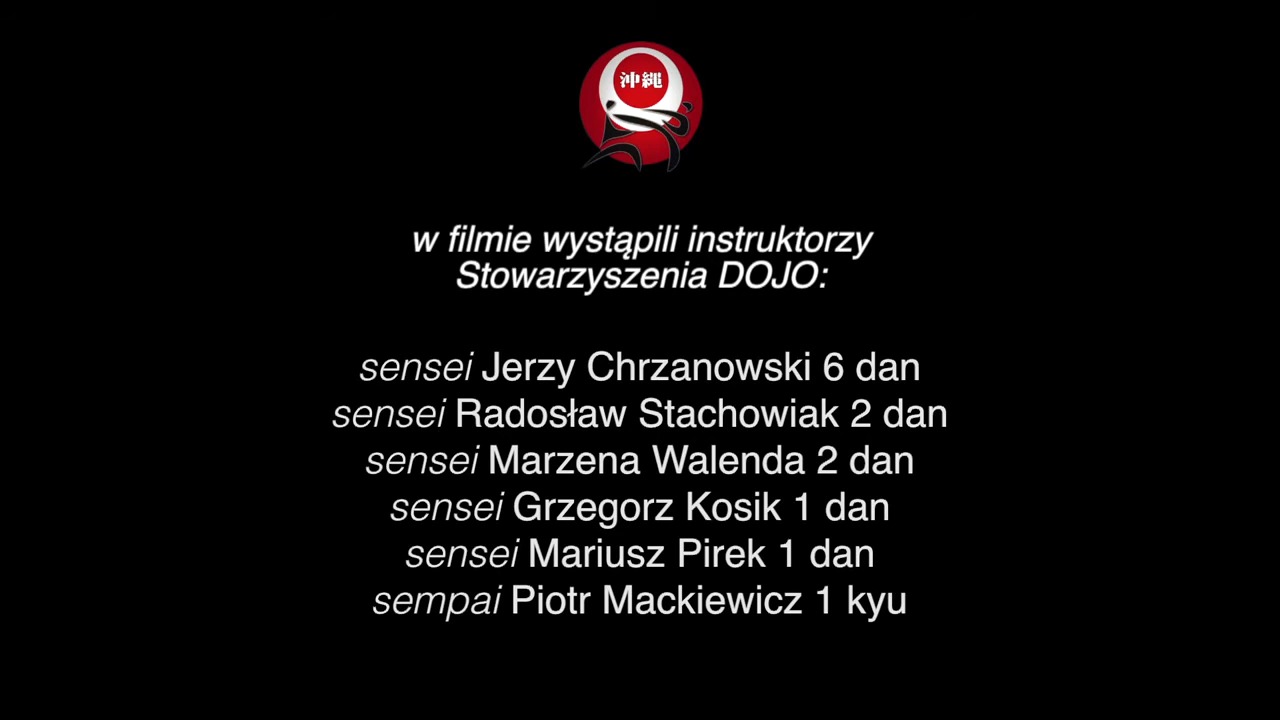 沖縄
w filmie wystąpili instruktorzy
Stowarzyszenia DOJO:
sensei Jerzy Chrzanowski 6 dan
sensei Radosław Stachowiak 2 dan
sensei Marzena Walenda 2 dan
sensei Grzegorz Kosik 1 dan
sensei Mariusz Pirek 1 dan
sempai Piotr Mackiewicz 1 kyu